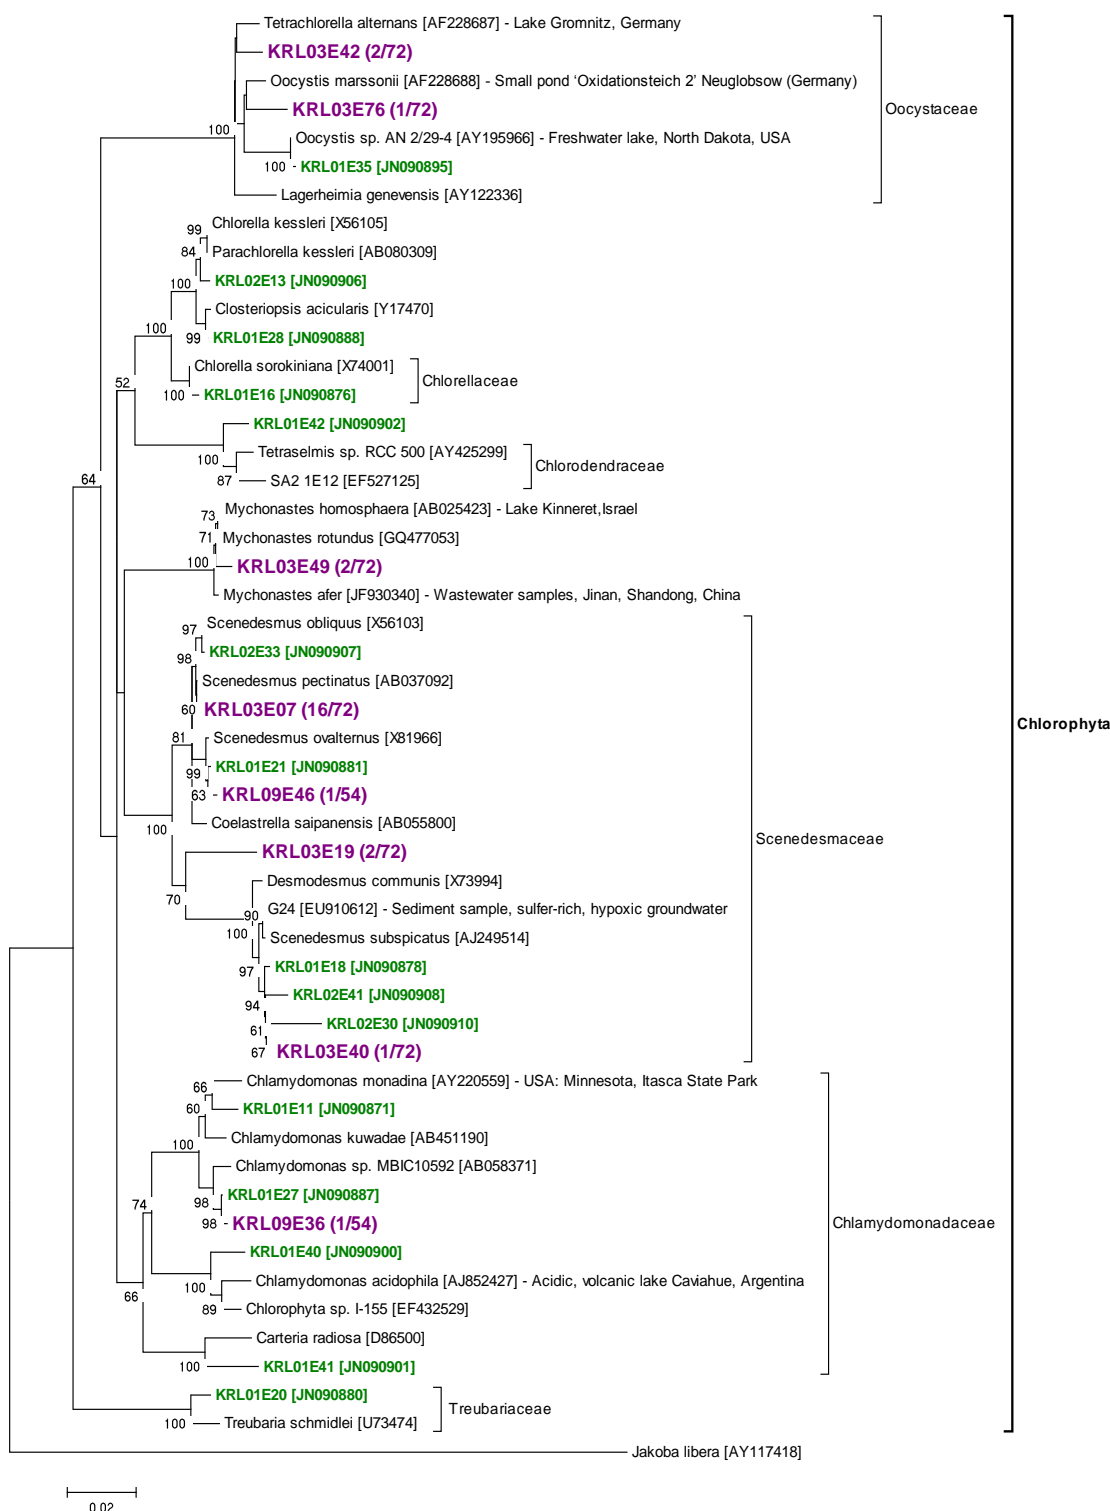 Tetrachlorella alternans [AF228687] - Lake Gromnitz, Germany
KRL03E42 (2/72)
Oocystis marssonii [AF228688] - Small pond ‘Oxidationsteich 2’ Neuglobsow (Germany)
KRL03E76 (1/72)
Oocystaceae
100
Oocystis sp. AN 2/29-4 [AY195966] - Freshwater lake, North Dakota, USA
100
KRL01E35 [JN090895]
Lagerheimia genevensis [AY122336]
Chlorella kessleri [X56105]
99
Parachlorella kessleri [AB080309]
84
KRL02E13 [JN090906]
100
Closteriopsis acicularis [Y17470]
100
99
KRL01E28 [JN090888]
Chlorella sorokiniana [X74001]
Chlorellaceae
52
100
KRL01E16 [JN090876]
KRL01E42 [JN090902]
Tetraselmis sp. RCC 500 [AY425299]
100
Chlorodendraceae
64
87
SA2 1E12 [EF527125]
Mychonastes homosphaera [AB025423] - Lake Kinneret,Israel
73
Mychonastes rotundus [GQ477053]
71
100
KRL03E49 (2/72)
Mychonastes afer [JF930340] - Wastewater samples, Jinan, Shandong, China
Scenedesmus obliquus [X56103]
97
KRL02E33 [JN090907]
98
Scenedesmus pectinatus [AB037092]
60
KRL03E07 (16/72)
Chlorophyta
81
Scenedesmus ovalternus [X81966]
KRL01E21 [JN090881]
99
63
KRL09E46 (1/54)
Coelastrella saipanensis [AB055800]
100
Scenedesmaceae
KRL03E19 (2/72)
Desmodesmus communis [X73994]
70
G24 [EU910612] - Sediment sample, sulfer-rich, hypoxic groundwater
90
100
Scenedesmus subspicatus [AJ249514]
97
KRL01E18 [JN090878]
KRL02E41 [JN090908]
94
KRL02E30 [JN090910]
61
67
KRL03E40 (1/72)
Chlamydomonas monadina [AY220559] - USA: Minnesota, Itasca State Park
66
KRL01E11 [JN090871]
60
Chlamydomonas kuwadae [AB451190]
100
Chlamydomonas sp. MBIC10592 [AB058371]
KRL01E27 [JN090887]
98
74
98
KRL09E36 (1/54)
Chlamydomonadaceae
KRL01E40 [JN090900]
100
Chlamydomonas acidophila [AJ852427] - Acidic, volcanic lake Caviahue, Argentina
66
89
Chlorophyta sp. I-155 [EF432529]
Carteria radiosa [D86500]
100
KRL01E41 [JN090901]
KRL01E20 [JN090880]
Treubariaceae
100
Treubaria schmidlei [U73474]
Jakoba libera [AY117418]
0.02